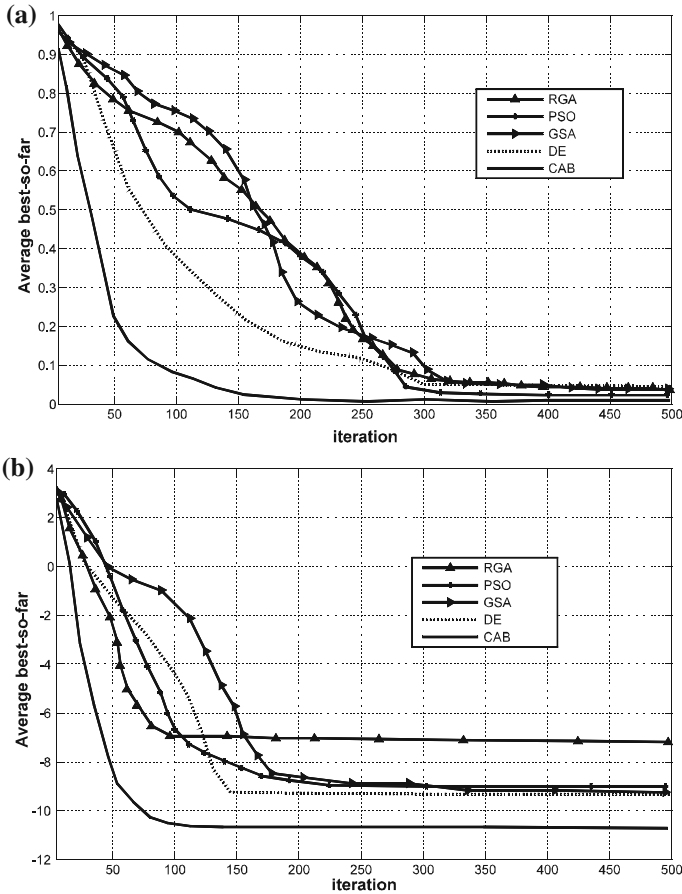 (a)
1
0.9
0.8
0.7
0.6
0.5
0.4
0.3
0.2
0.1
0
Average best-so-far
RGA
PSO
GSA
DE
CAB
50 100 150 200 250 300 350 400 450 500
iteration
(b)
4
2
0
-2
-4
-6
-8
-10
-12
Average best-so-far
RGA
PSO
GSA
DE
CAB
50 100 150 200 250 300 350 400 450 500
iteration